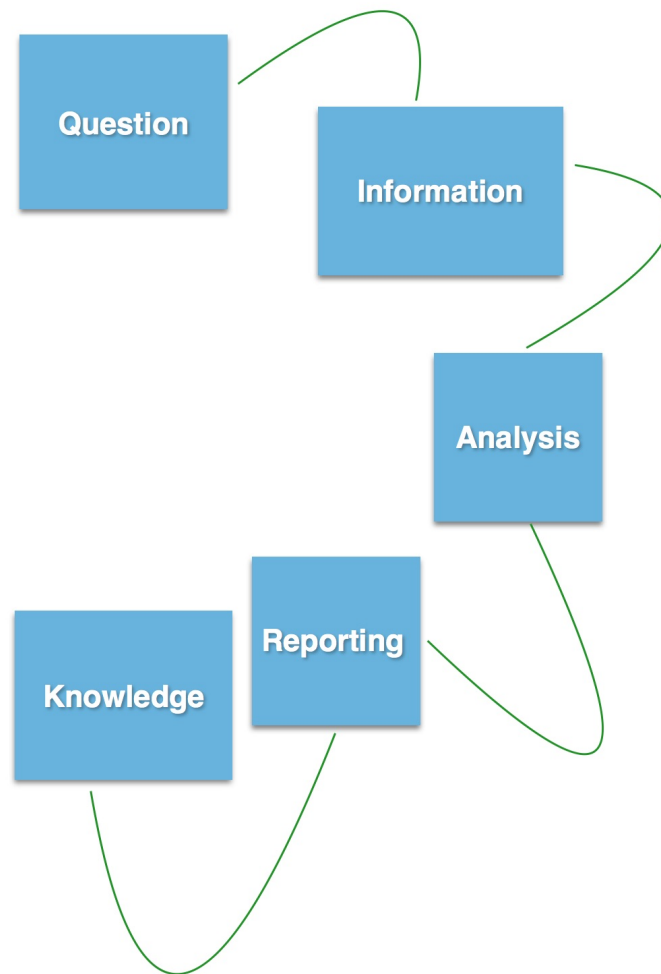 Question
Information
Analysis
Reporting
Knowledge